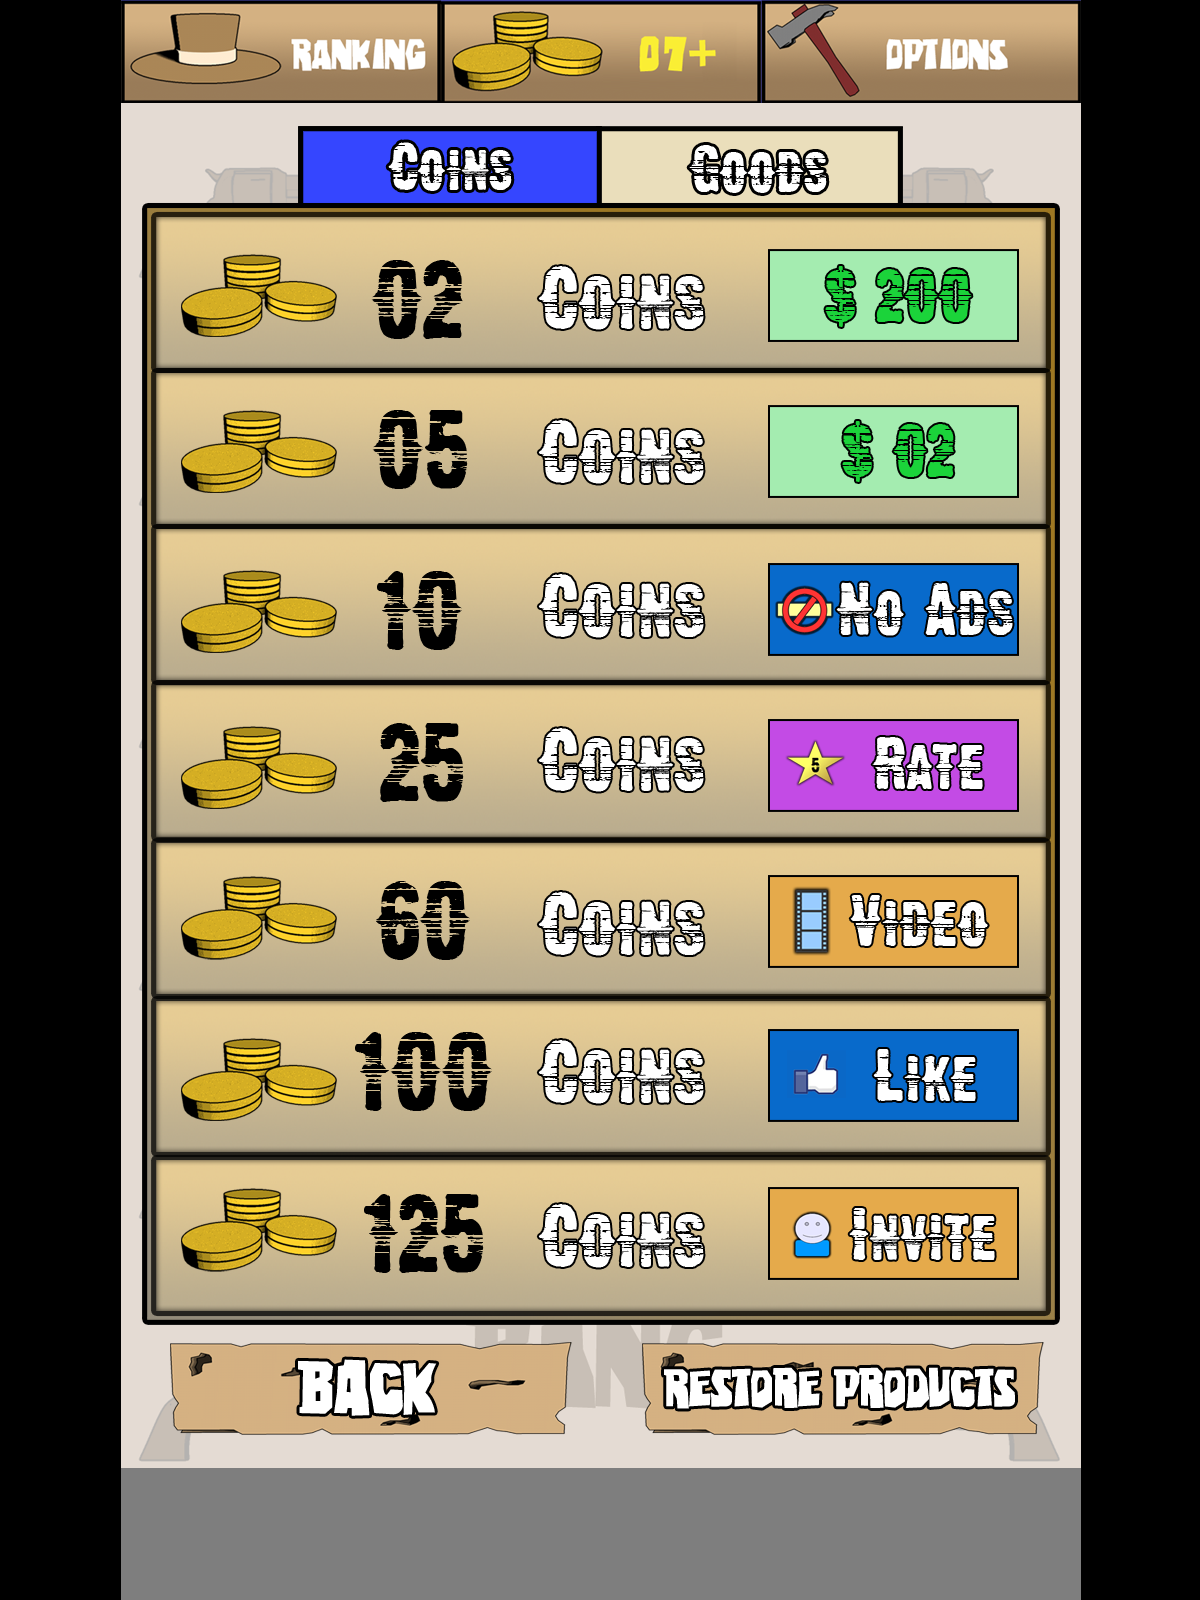 RANKING 07+ OPTIONS
COINS GOODS
02 COINS $ 200
05 COINS $ 02
10 COINS NO ADS
25 COINS 5 RATE
60 COINS VIDEO
100 COINS LIKE
125 COINS INVITE
BANG
BACK RESTORE PRODUCTS